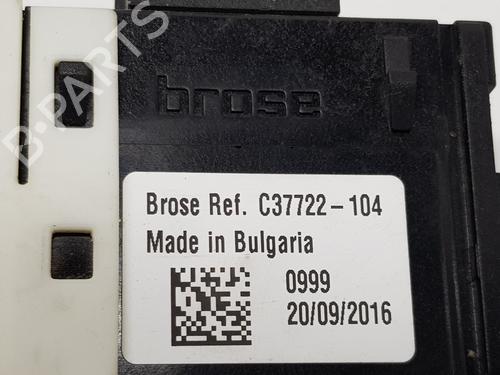 brose
B-PARTS
Brose Ref. C37722-104
Made in Bulgaria
0999
20/09/2016